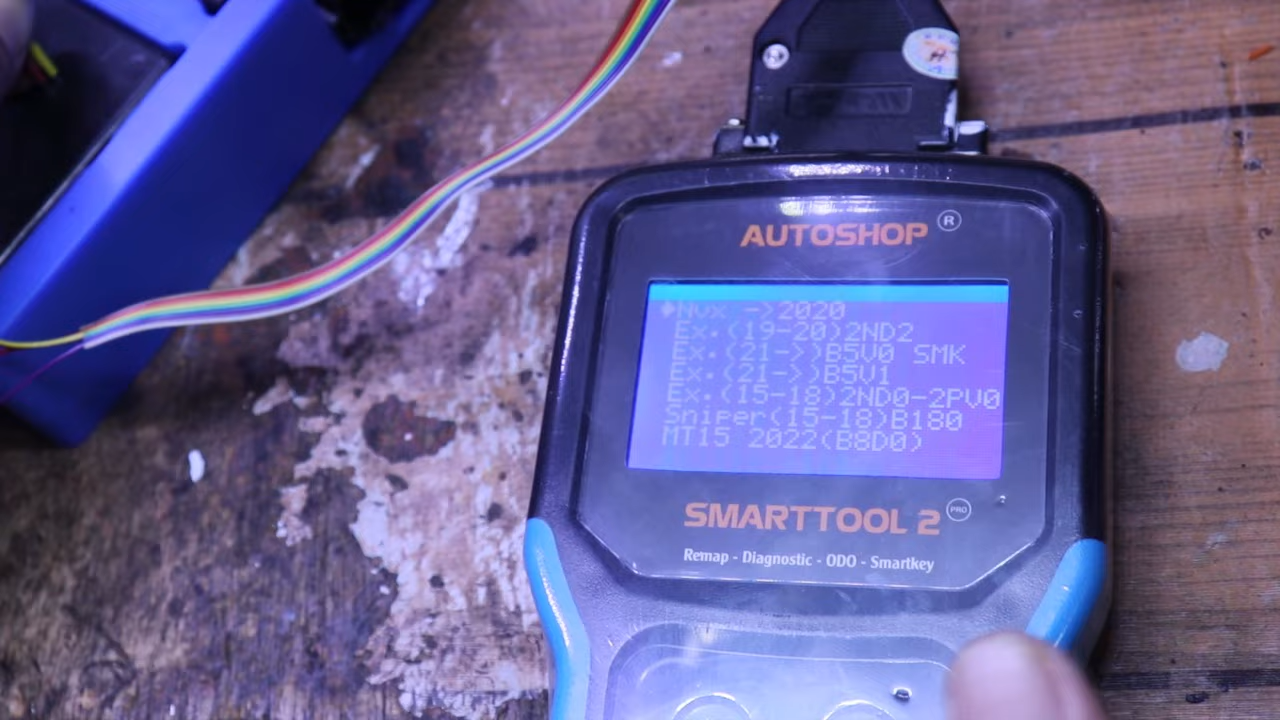 AUTOSHOP ®
Nvx ->2020
Ex.(19-20)2ND2
Ex.(21->)B5V0 SMK
Ex.(21->)B5V1
Ex.(15-18)2ND0-2PV0
Sniper(15-18)B180
MT15 2022(B8D0)
SMARTTOOL 2 PRO
Remap - Diagnostic - ODO - Smartkey